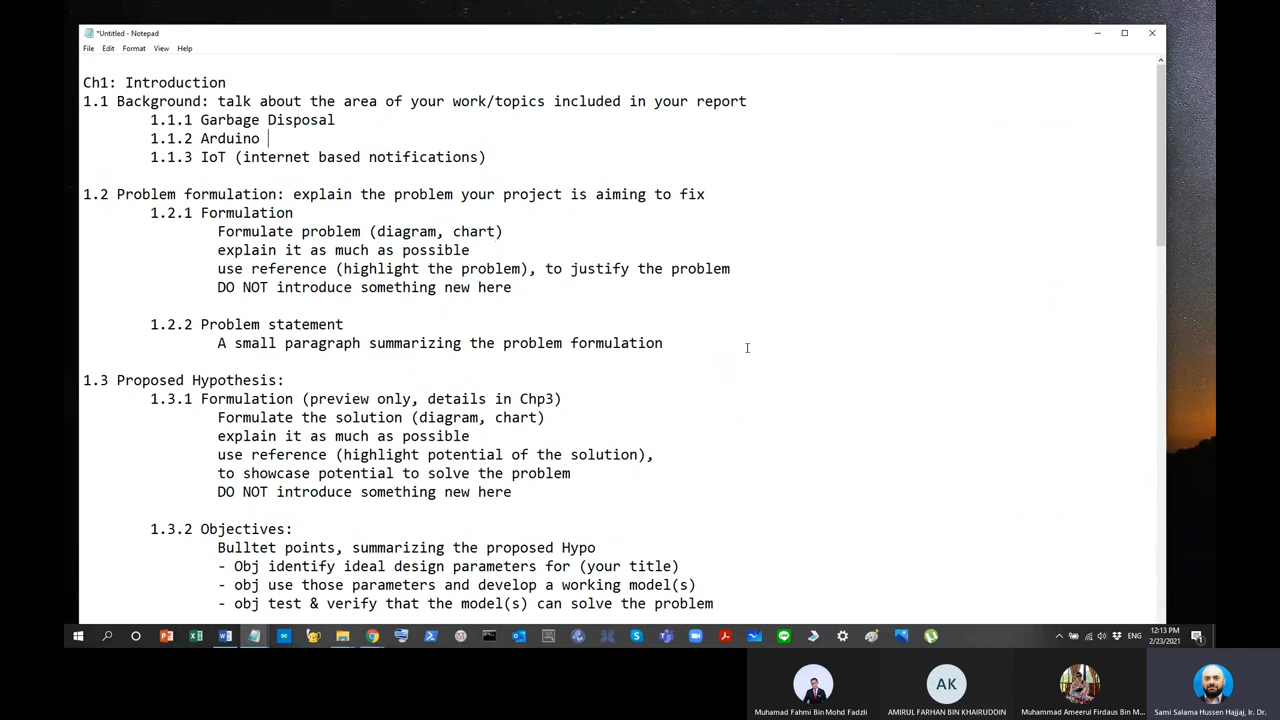 *Untitled - Notepad
File Edit Format View Help
Ch1: Introduction
1.1 Background: talk about the area of your work/topics included in your report
1.1.1 Garbage Disposal
1.1.2 Arduino
1.1.3 IoT (internet based notifications)
1.2 Problem formulation: explain the problem your project is aiming to fix
1.2.1 Formulation
Formulate problem (diagram, chart)
explain it as much as possible
use reference (highlight the problem), to justify the problem
DO NOT introduce something new here
1.2.2 Problem statement
A small paragraph summarizing the problem formulation
1.3 Proposed Hypothesis:
1.3.1 Formulation (preview only, details in Chp3)
Formulate the solution (diagram, chart)
explain it as much as possible
use reference (highlight potential of the solution),
to showcase potential to solve the problem
DO NOT introduce something new here
1.3.2 Objectives:
Bulltet points, summarizing the proposed Hypo
- Obj identify ideal design parameters for (your title)
- obj use those parameters and develop a working model(s)
- obj test & verify that the model(s) can solve the problem
ENG
12:13 PM
2/23/2021
AK
Muhamad Fahmi Bin Mohd Fadzli
AMIRUL FARHAN BIN KHAIRUDDIN
Muhammad Ameerul Firdaus Bin M...
Sami Salama Hussen Hajjaj, Ir. Dr.